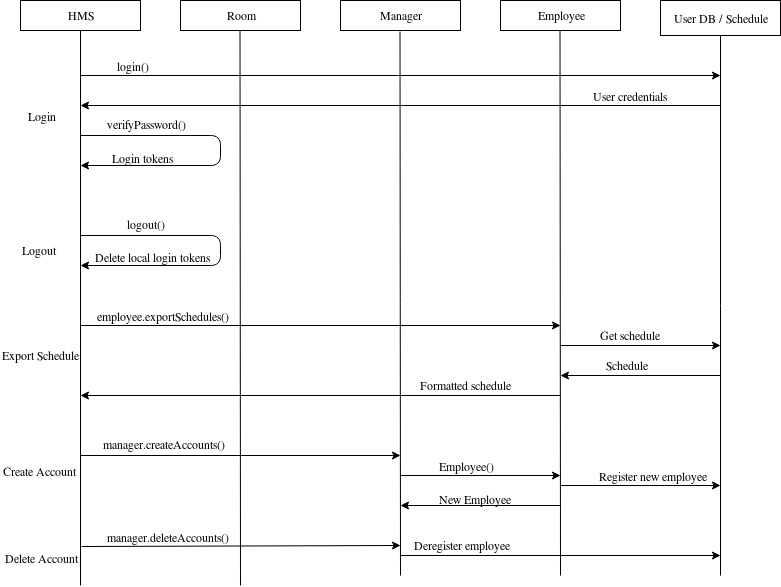 HMS
Room
Manager
Employee
User DB / Schedule
login()
User credentials
Login
verifyPassword()
Login tokens
logout()
Logout
Delete local login tokens
employee.exportSchedules()
Get schedule
Export Schedule
Schedule
Formatted schedule
manager.createAccounts()
Create Account
Employee()
Register new employee
New Employee
manager.deleteAccounts()
Deregister employee
Delete Account